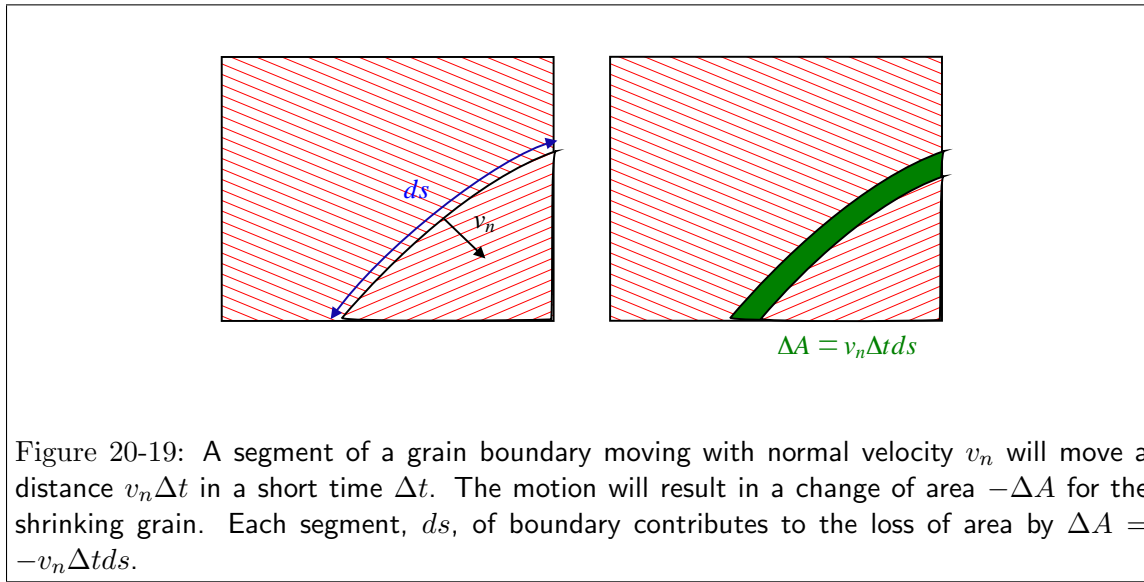 ds
v_n
ΔA = v_nΔtds
Figure 20-19: A segment of a grain boundary moving with normal velocity v_n will move a
distance v_nΔt in a short time Δt. The motion will result in a change of area −ΔA for the
shrinking grain. Each segment, ds, of boundary contributes to the loss of area by ΔA =
−v_nΔtds.